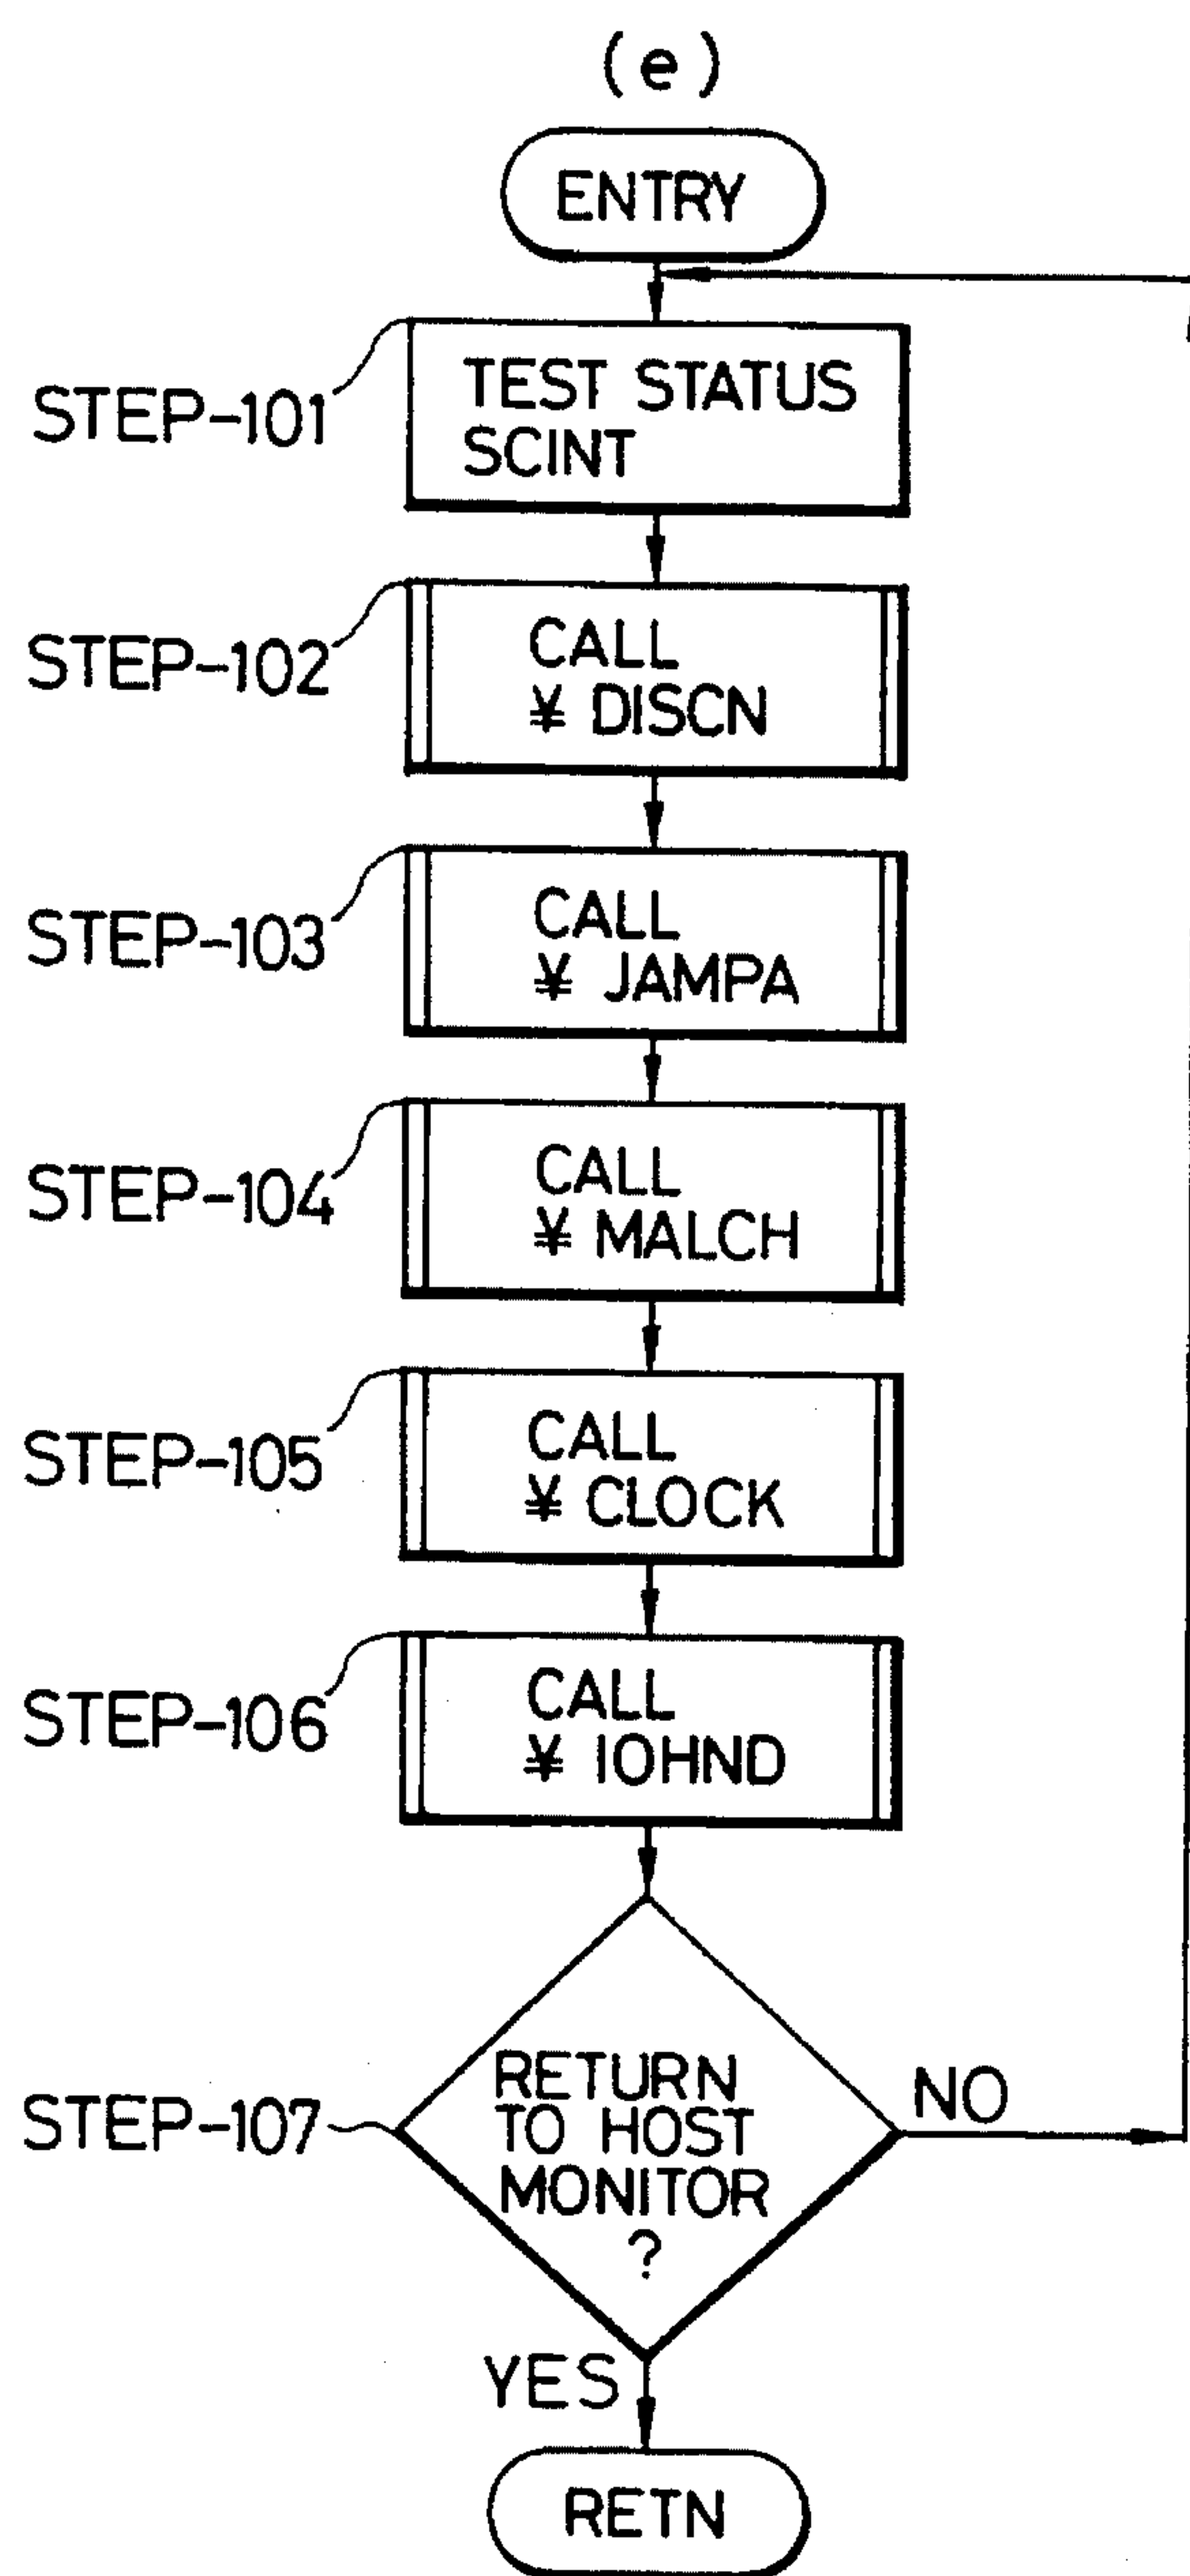 (e)
ENTRY
STEP-101
TEST STATUS
SCINT
STEP-102
CALL
¥ DISCN
STEP-103
CALL
¥ JAMPA
STEP-104
CALL
¥ MALCH
STEP-105
CALL
¥ CLOCK
STEP-106
CALL
¥ IOHND
STEP-107
RETURN
TO HOST
MONITOR
?
NO
YES
RETN